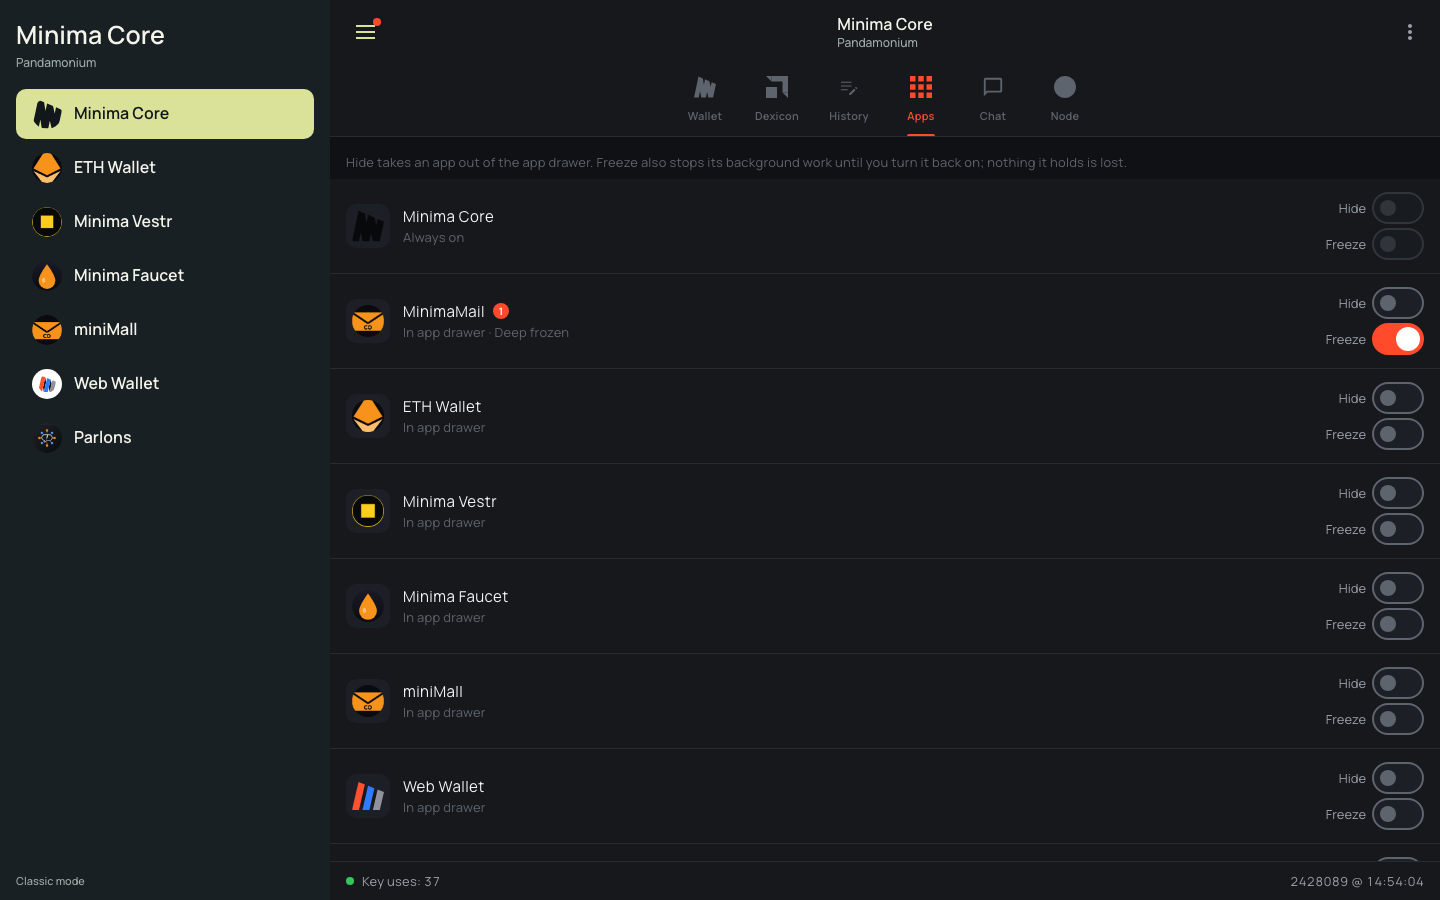 Minima Core
Pandamonium
Minima Core
ETH Wallet
Minima Vestr
Minima Faucet
miniMall
Web Wallet
Parlons
Classic mode
Minima Core
Pandamonium
Wallet
Dexicon
History
Apps
Chat
Node
Hide takes an app out of the app drawer. Freeze also stops its background work until you turn it back on; nothing it holds is lost.
Minima Core
Always on
Hide
Freeze
MinimaMail 1
In app drawer · Deep frozen
Hide
Freeze
ETH Wallet
In app drawer
Hide
Freeze
Minima Vestr
In app drawer
Hide
Freeze
Minima Faucet
In app drawer
Hide
Freeze
miniMall
In app drawer
Hide
Freeze
Web Wallet
In app drawer
Hide
Freeze
Key uses: 37
2428089 @ 14:54:04